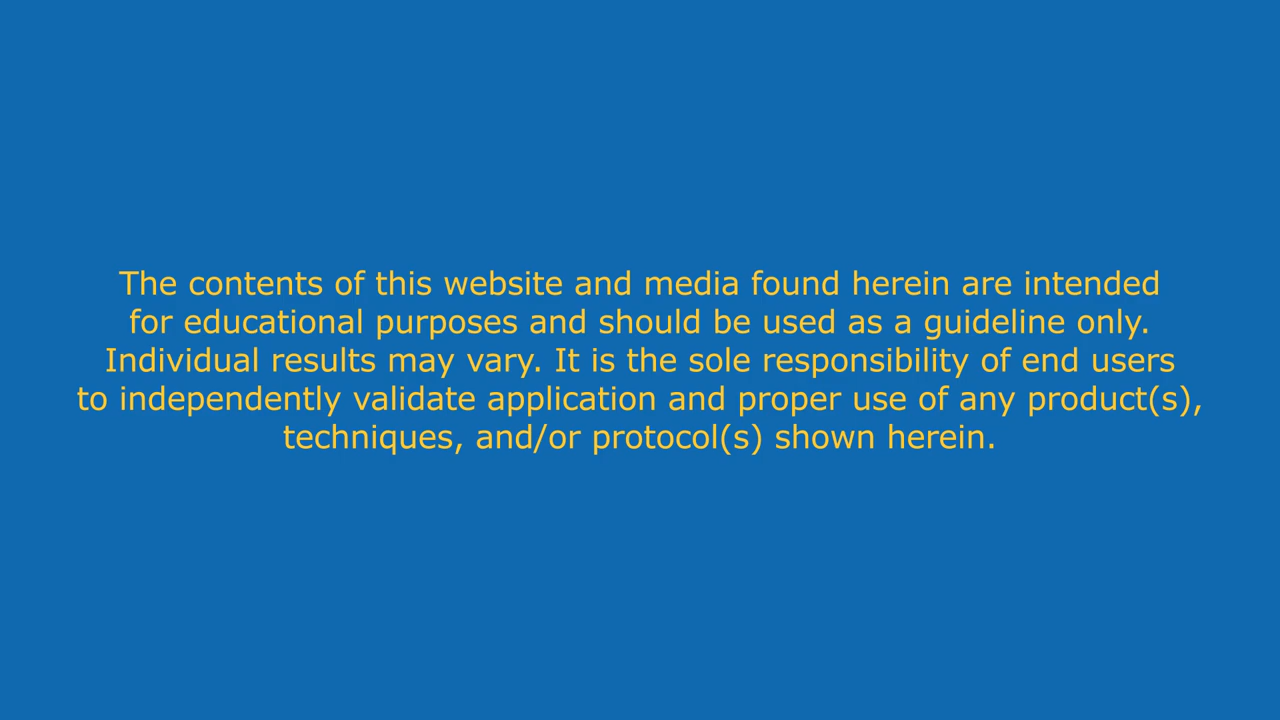 The contents of this website and media found herein are intended
for educational purposes and should be used as a guideline only.
Individual results may vary. It is the sole responsibility of end users
to independently validate application and proper use of any product(s),
techniques, and/or protocol(s) shown herein.